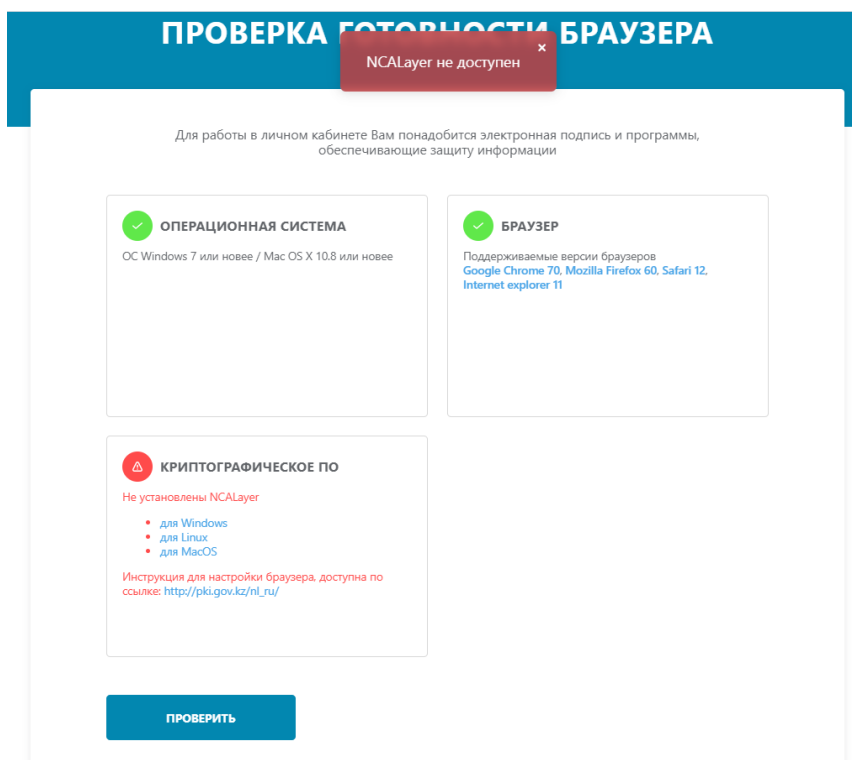 ПРОВЕРКА ГОТОВНОСТИ БРАУЗЕРА
NCALayer не доступен
Для работы в личном кабинете Вам понадобится электронная подпись и программы,
обеспечивающие защиту информации
ОПЕРАЦИОННАЯ СИСТЕМА
ОС Windows 7 или новее / Mac OS X 10.8 или новее
БРАУЗЕР
Поддерживаемые версии браузеров
Google Chrome 70, Mozilla Firefox 60, Safari 12,
Internet explorer 11
КРИПТОГРАФИЧЕСКОЕ ПО
Не установлены NCALayer
для Windows
для Linux
для MacOS
Инструкция для настройки браузера, доступна по
ссылке: http://pki.gov.kz/nl_ru/
ПРОВЕРИТЬ